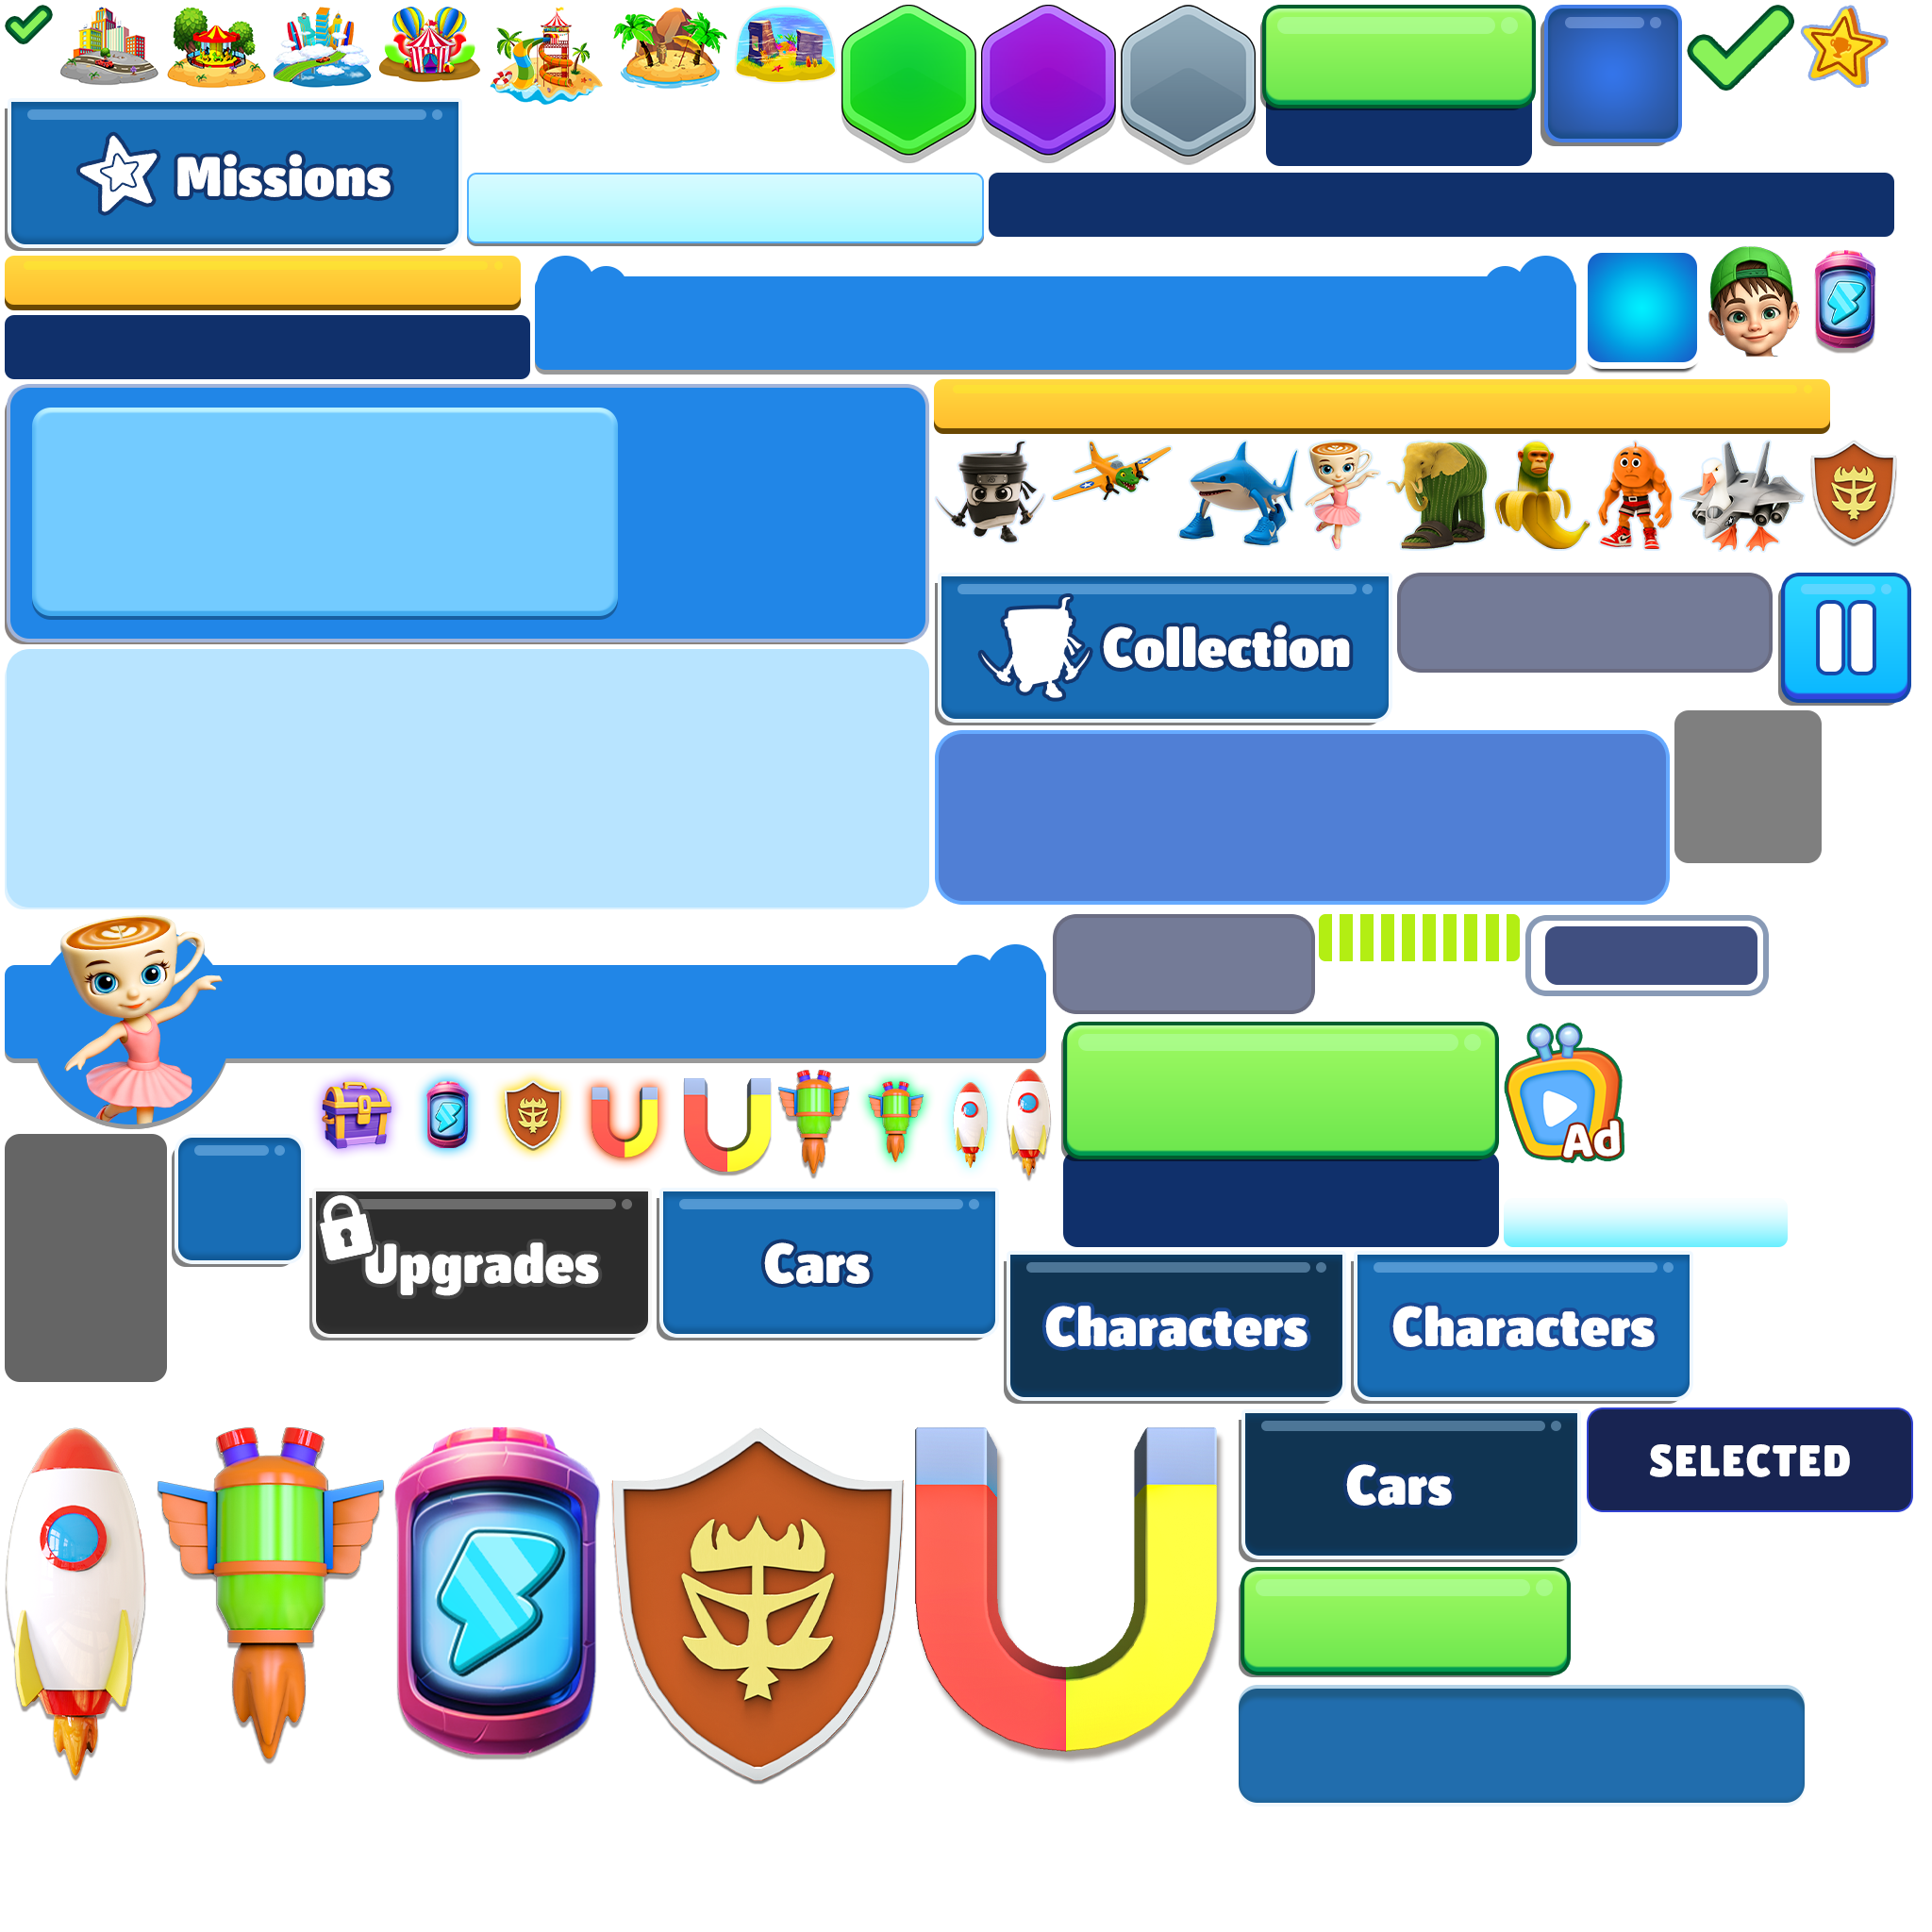 Missions
Collection
Ad
Upgrades
Cars
Characters
Characters
Cars
SELECTED